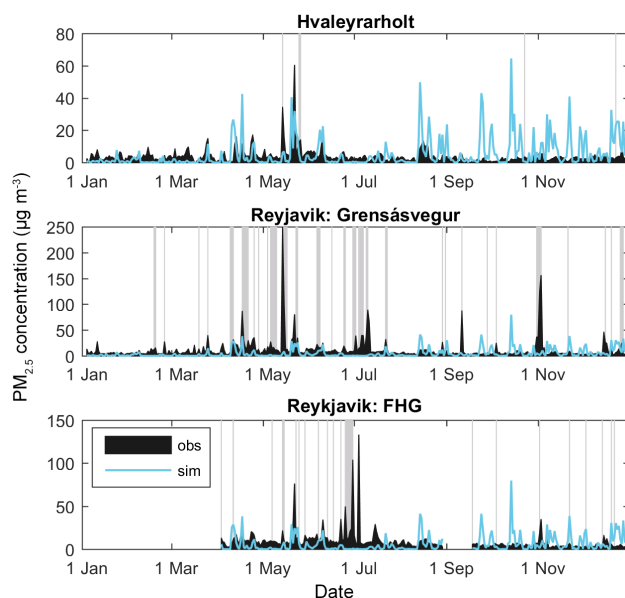 Hvaleyrarholt
80
60
40
20
0
1 Jan 1 Mar 1 May 1 Jul 1 Sep 1 Nov
Reyjavik: Grensásvegur
250
200
150
100
50
0
1 Jan 1 Mar 1 May 1 Jul 1 Sep 1 Nov
PM2.5 concentration (µg m-3)
Reykjavik: FHG
150
100
50
0
obs
sim
1 Jan 1 Mar 1 May 1 Jul 1 Sep 1 Nov
Date